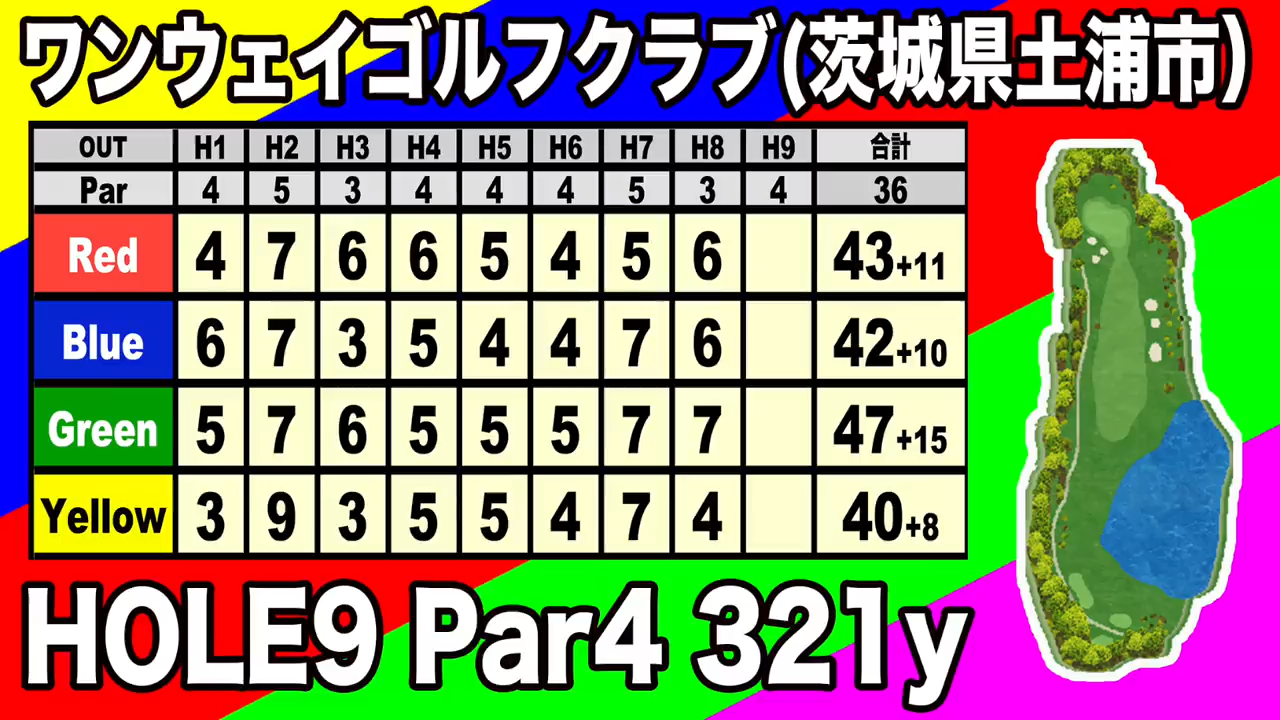 ワンウェイゴルフクラブ(茨城県土浦市)
OUT H1 H2 H3 H4 H5 H6 H7 H8 H9 合計
Par 4 5 3 4 4 4 5 3 4 36
Red 4 7 6 6 5 4 5 6 43+11
Blue 6 7 3 5 4 4 7 6 42+10
Green 5 7 6 5 5 5 7 7 47+15
Yellow 3 9 3 5 5 4 7 4 40+8
HOLE9 Par4 321y